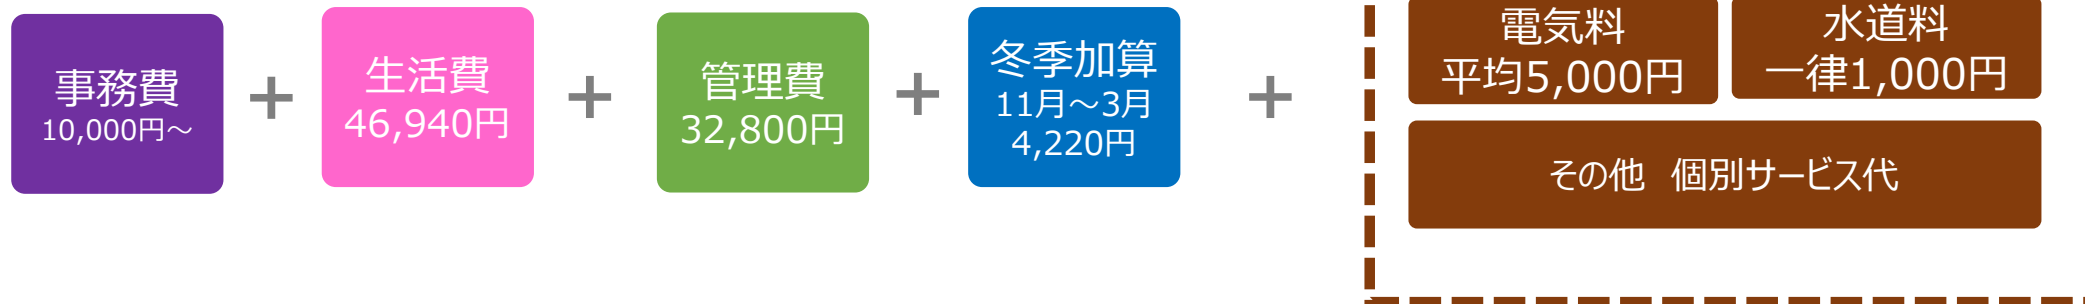 事務費
10,000円～
＋
生活費
46,940円
＋
管理費
32,800円
＋
冬季加算
11月～3月
4,220円
＋
電気料
平均5,000円
水道料
一律1,000円
その他　個別サービス代